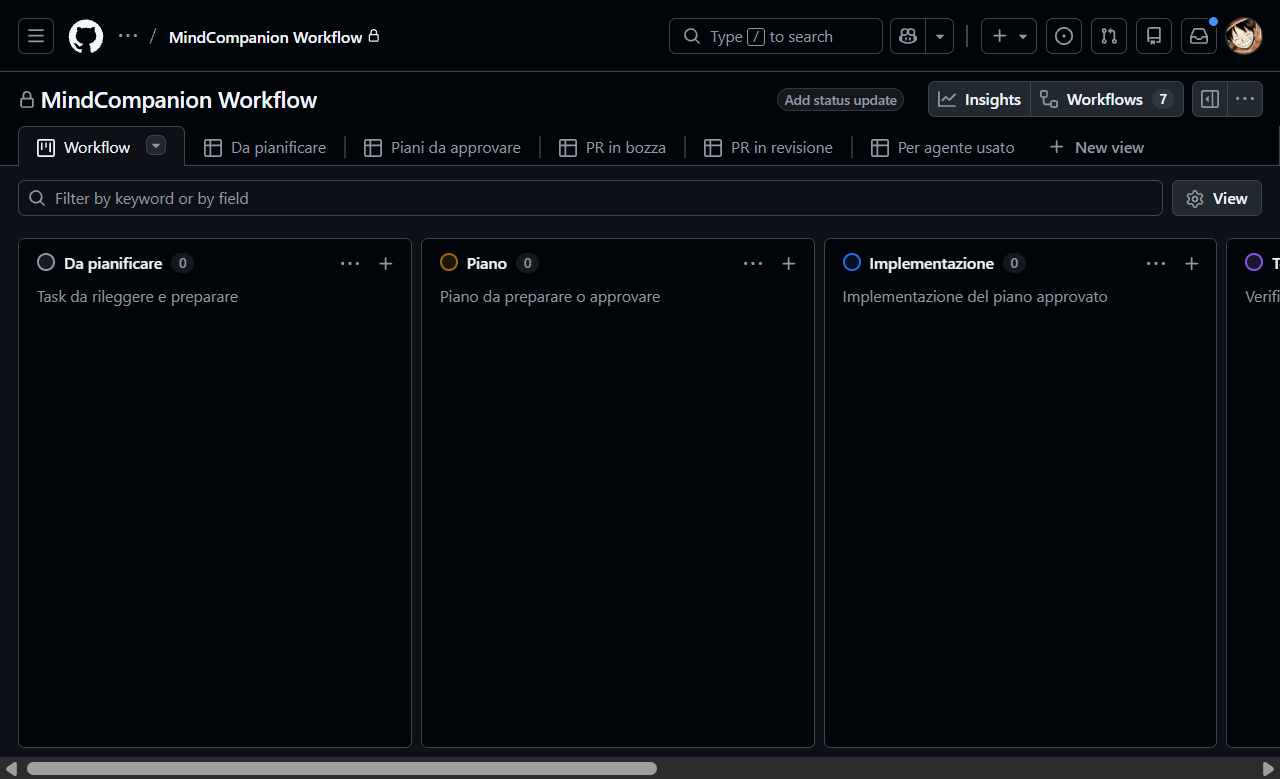 MindCompanion Workflow
Type / to search
MindCompanion Workflow
Add status update
Insights
Workflows 7
Workflow
Da pianificare
Piani da approvare
PR in bozza
PR in revisione
Per agente usato
New view
Filter by keyword or by field
View
Da pianificare 0
Task da rileggere e preparare
Piano 0
Piano da preparare o approvare
Implementazione 0
Implementazione del piano approvato
T
Verifi